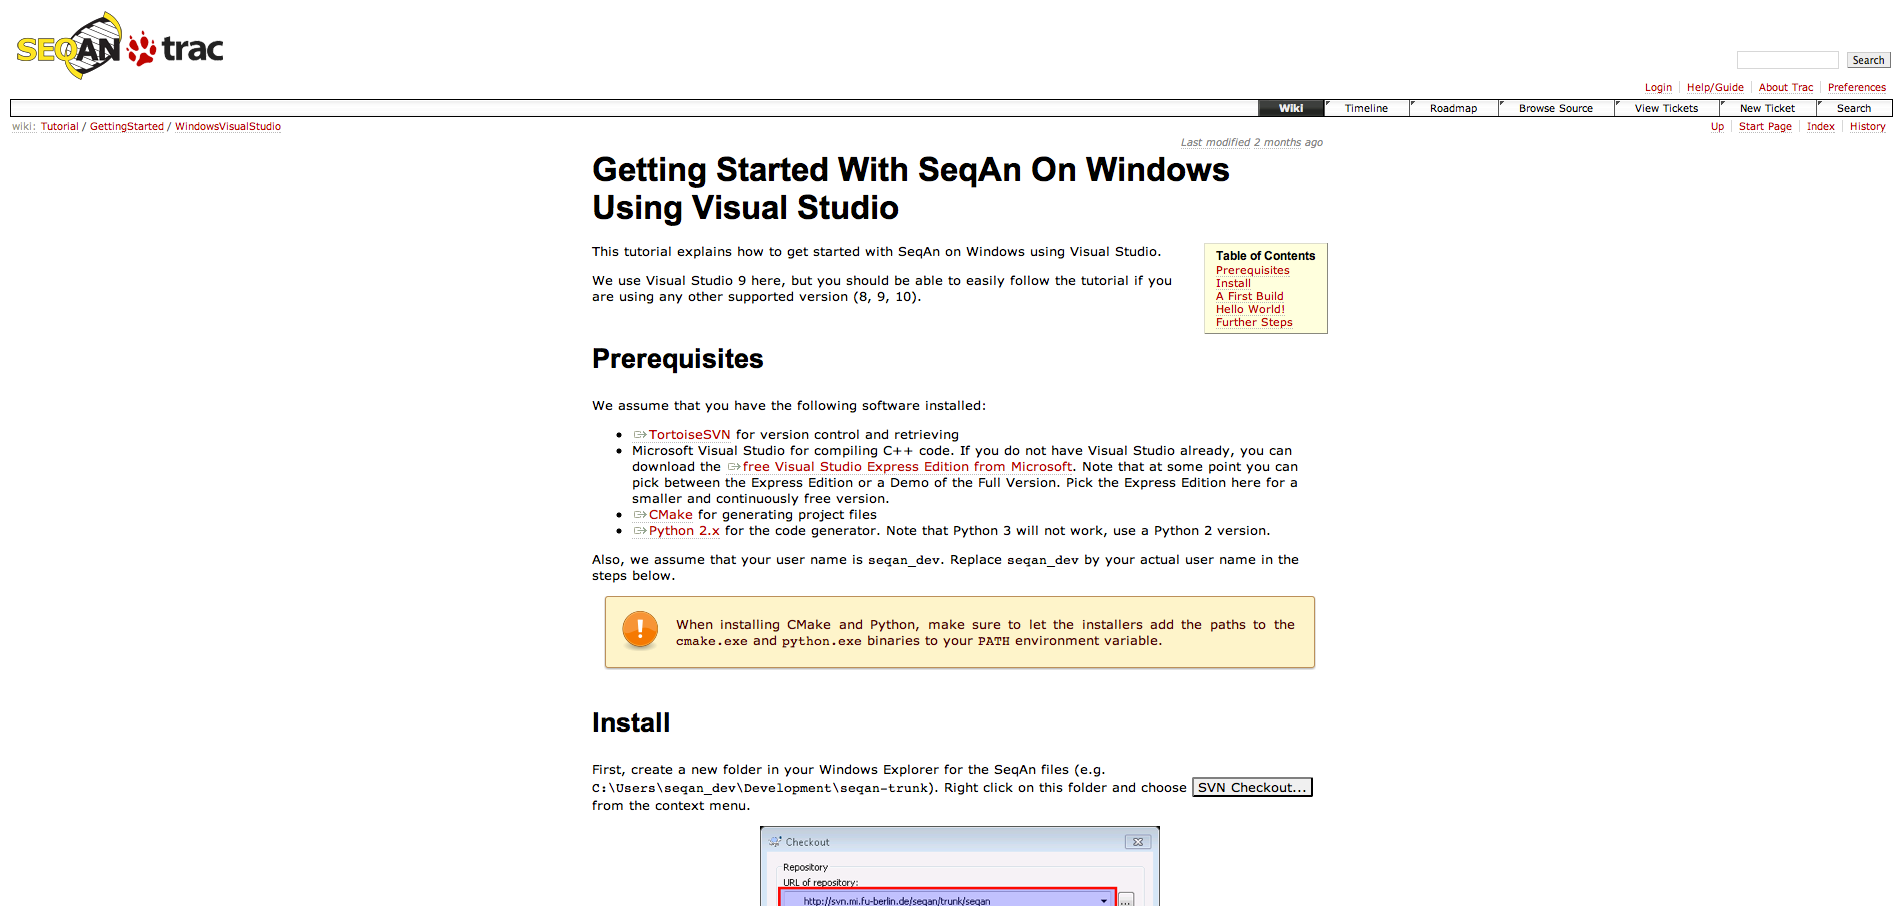 SEQAN trac
Search
Login Help/Guide About Trac Preferences
Wiki Timeline Roadmap Browse Source View Tickets New Ticket Search
wiki: Tutorial / GettingStarted / WindowsVisualStudio
Up Start Page Index History
Last modified 2 months ago
Getting Started With SeqAn On Windows
Using Visual Studio
This tutorial explains how to get started with SeqAn on Windows using Visual Studio.
We use Visual Studio 9 here, but you should be able to easily follow the tutorial if you
are using any other supported version (8, 9, 10).
Table of Contents
Prerequisites
Install
A First Build
Hello World!
Further Steps
Prerequisites
We assume that you have the following software installed:
TortoiseSVN for version control and retrieving
Microsoft Visual Studio for compiling C++ code. If you do not have Visual Studio already, you can
download the free Visual Studio Express Edition from Microsoft. Note that at some point you can
pick between the Express Edition or a Demo of the Full Version. Pick the Express Edition here for a
smaller and continuously free version.
CMake for generating project files
Python 2.x for the code generator. Note that Python 3 will not work, use a Python 2 version.
Also, we assume that your user name is seqan_dev. Replace seqan_dev by your actual user name in the
steps below.
When installing CMake and Python, make sure to let the installers add the paths to the
cmake.exe and python.exe binaries to your PATH environment variable.
Install
First, create a new folder in your Windows Explorer for the SeqAn files (e.g.
C:\Users\seqan_dev\Development\seqan-trunk). Right click on this folder and choose SVN Checkout...
from the context menu.
Checkout
Repository
URL of repository:
http://svn.mi.fu-berlin.de/seqan/trunk/seqan
...